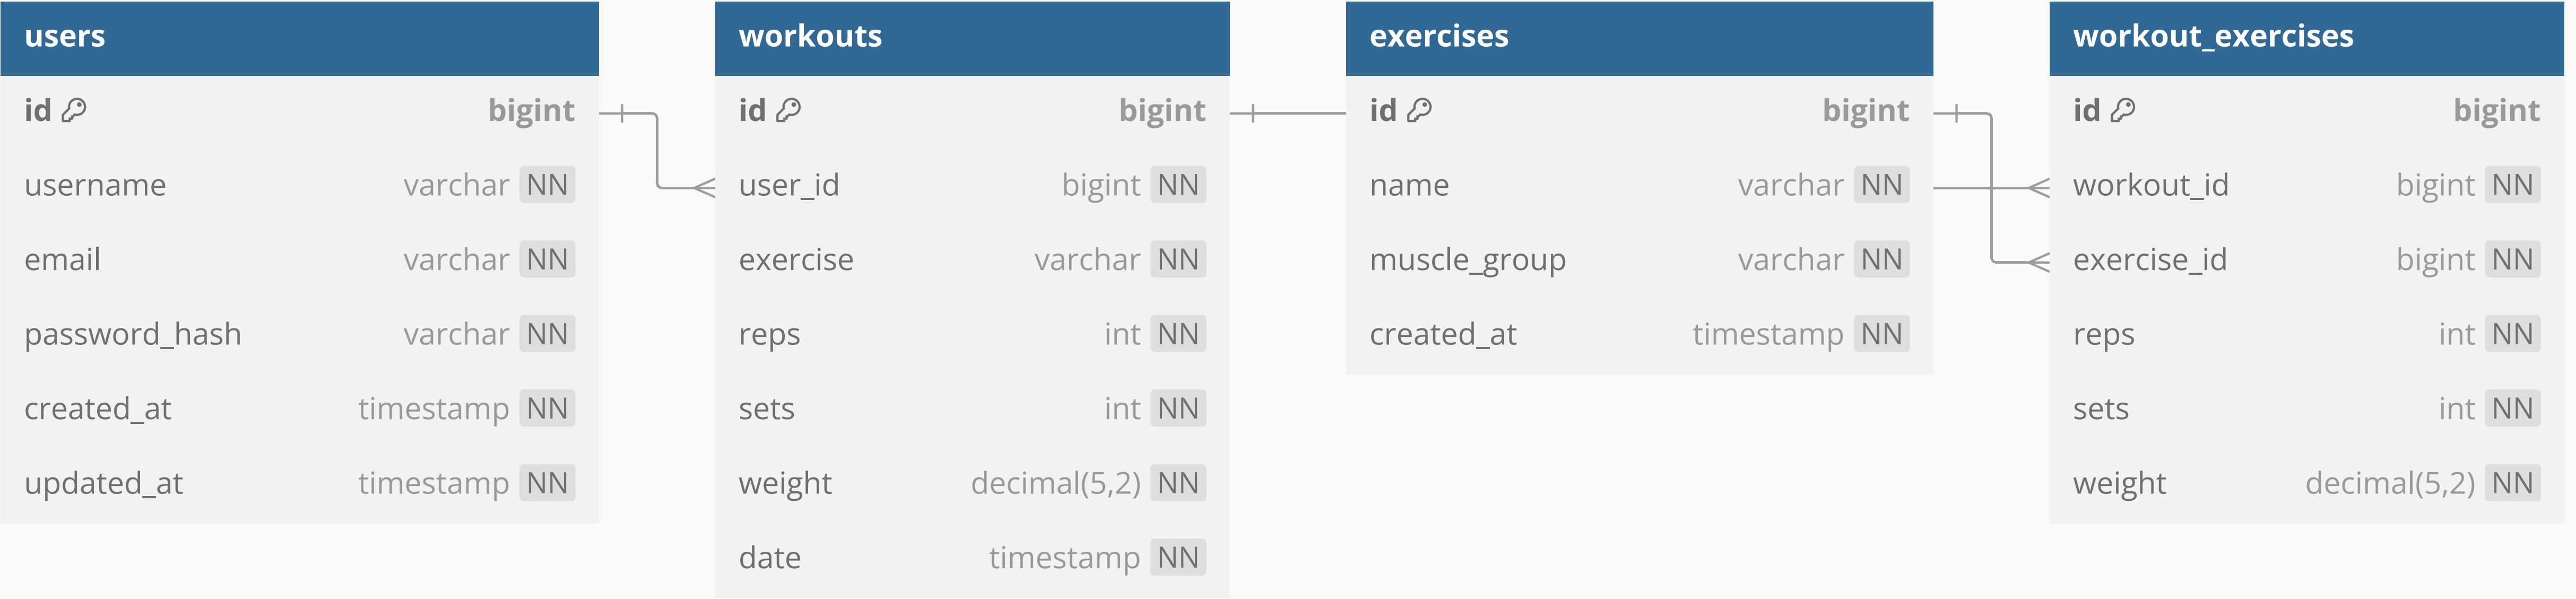 users
id bigint
username varchar NN
email varchar NN
password_hash varchar NN
created_at timestamp NN
updated_at timestamp NN
workouts
id bigint
user_id bigint NN
exercise varchar NN
reps int NN
sets int NN
weight decimal(5,2) NN
date timestamp NN
exercises
id bigint
name varchar NN
muscle_group varchar NN
created_at timestamp NN
workout_exercises
id bigint
workout_id bigint NN
exercise_id bigint NN
reps int NN
sets int NN
weight decimal(5,2) NN